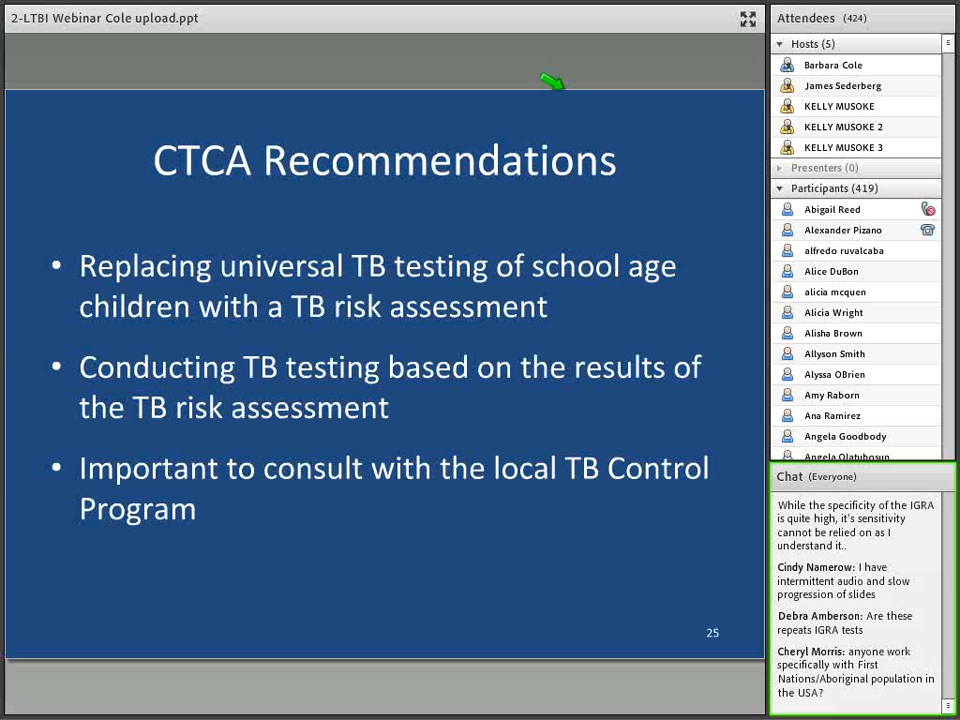 2-LTBI Webinar Cole upload.ppt
CTCA Recommendations
• Replacing universal TB testing of school age
children with a TB risk assessment
• Conducting TB testing based on the results of
the TB risk assessment
• Important to consult with the local TB Control
Program
25
Attendees (424)
Hosts (5)
Barbara Cole
James Sederberg
KELLY MUSOKE
KELLY MUSOKE 2
KELLY MUSOKE 3
Presenters (0)
Participants (419)
Abigail Reed
Alexander Pizano
alfredo ruvalcaba
Alice DuBon
alicia mcquen
Alicia Wright
Alisha Brown
Allyson Smith
Alyssa OBrien
Amy Raborn
Ana Ramirez
Angela Goodbody
Angela Olatubosun
Chat (Everyone)
While the specificity of the IGRA
is quite high, it's sensitivity
cannot be relied on as I
understand it..
Cindy Namerow: I have
intermittent audio and slow
progression of slides
Debra Amberson: Are these
repeats IGRA tests
Cheryl Morris: anyone work
specifically with First
Nations/Aboriginal population in
the USA?